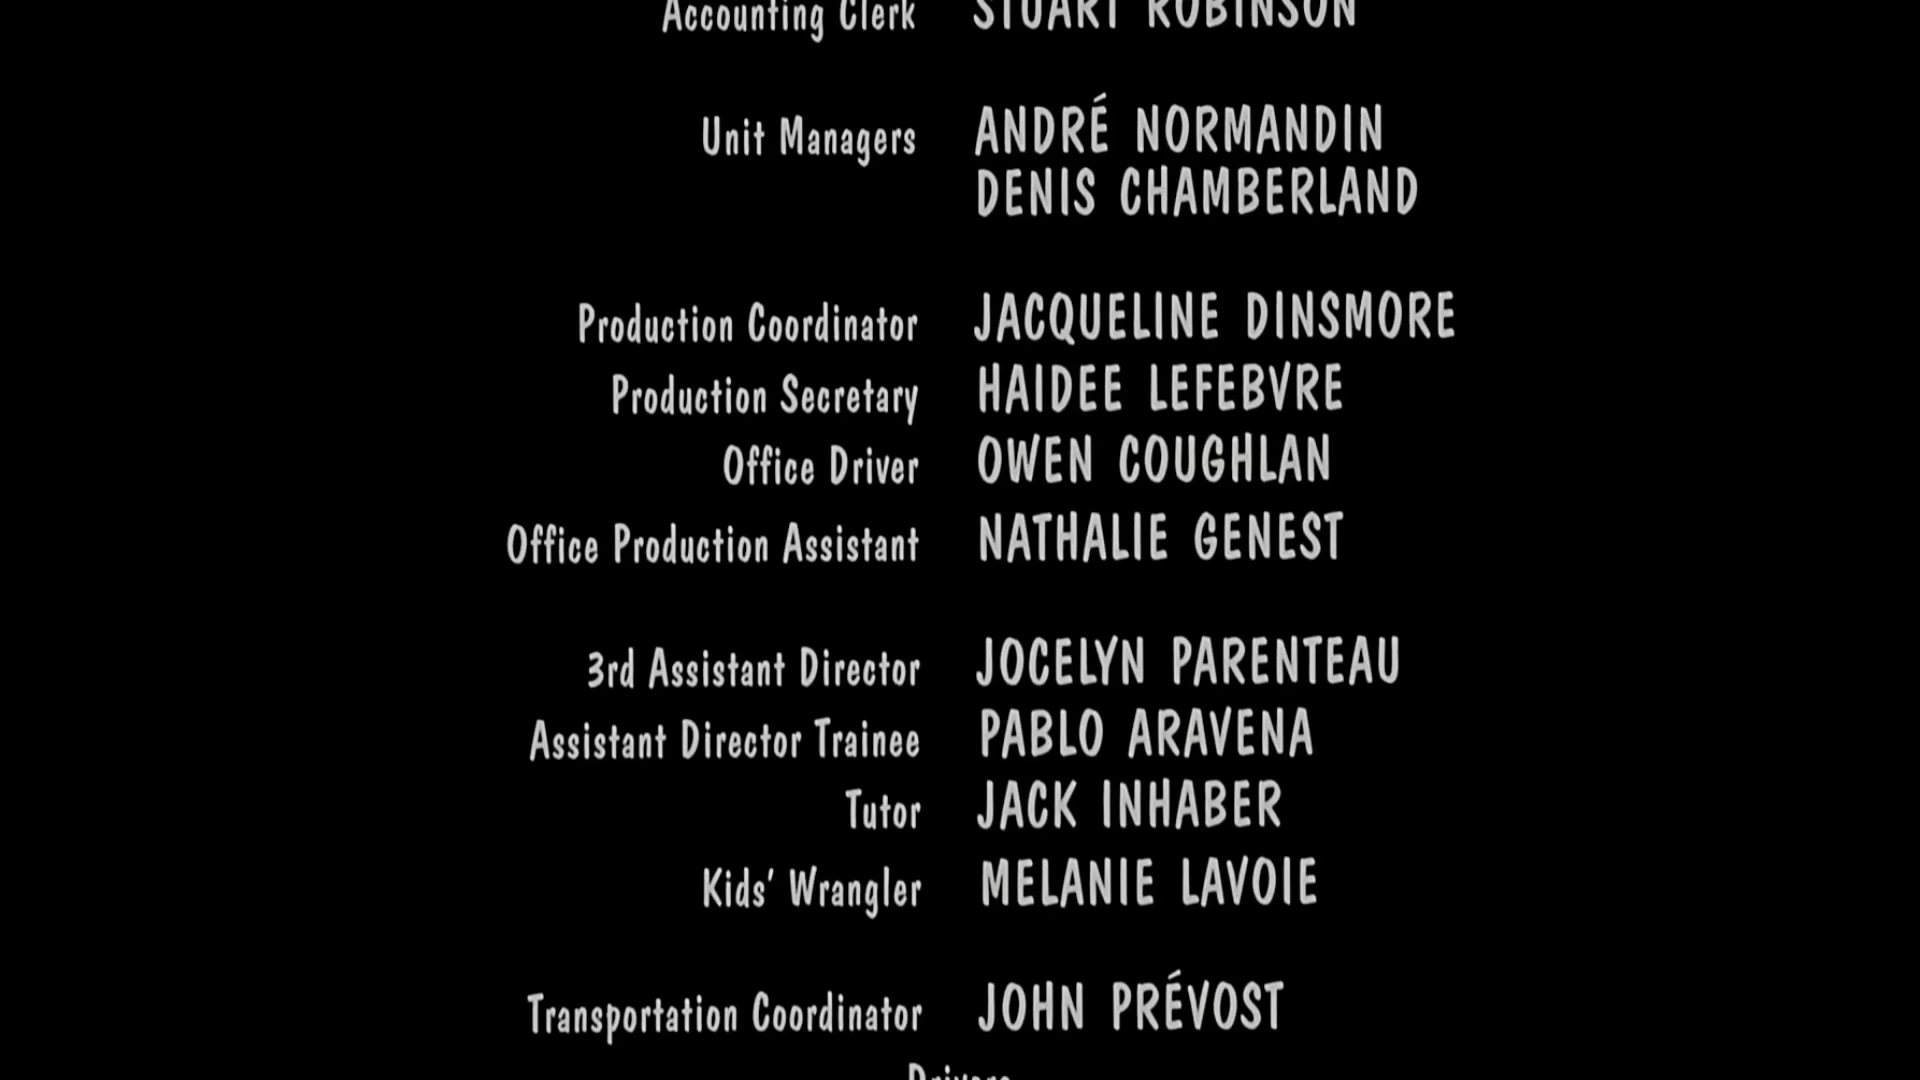 Accounting Clerk STUART ROBINSON
Unit Managers ANDRÉ NORMANDIN
DENIS CHAMBERLAND
Production Coordinator JACQUELINE DINSMORE
Production Secretary HAIDEE LEFEBVRE
Office Driver OWEN COUGHLAN
Office Production Assistant NATHALIE GENEST
3rd Assistant Director JOCELYN PARENTEAU
Assistant Director Trainee PABLO ARAVENA
Tutor JACK INHABER
Kids' Wrangler MELANIE LAVOIE
Transportation Coordinator JOHN PRÉVOST
Drivers